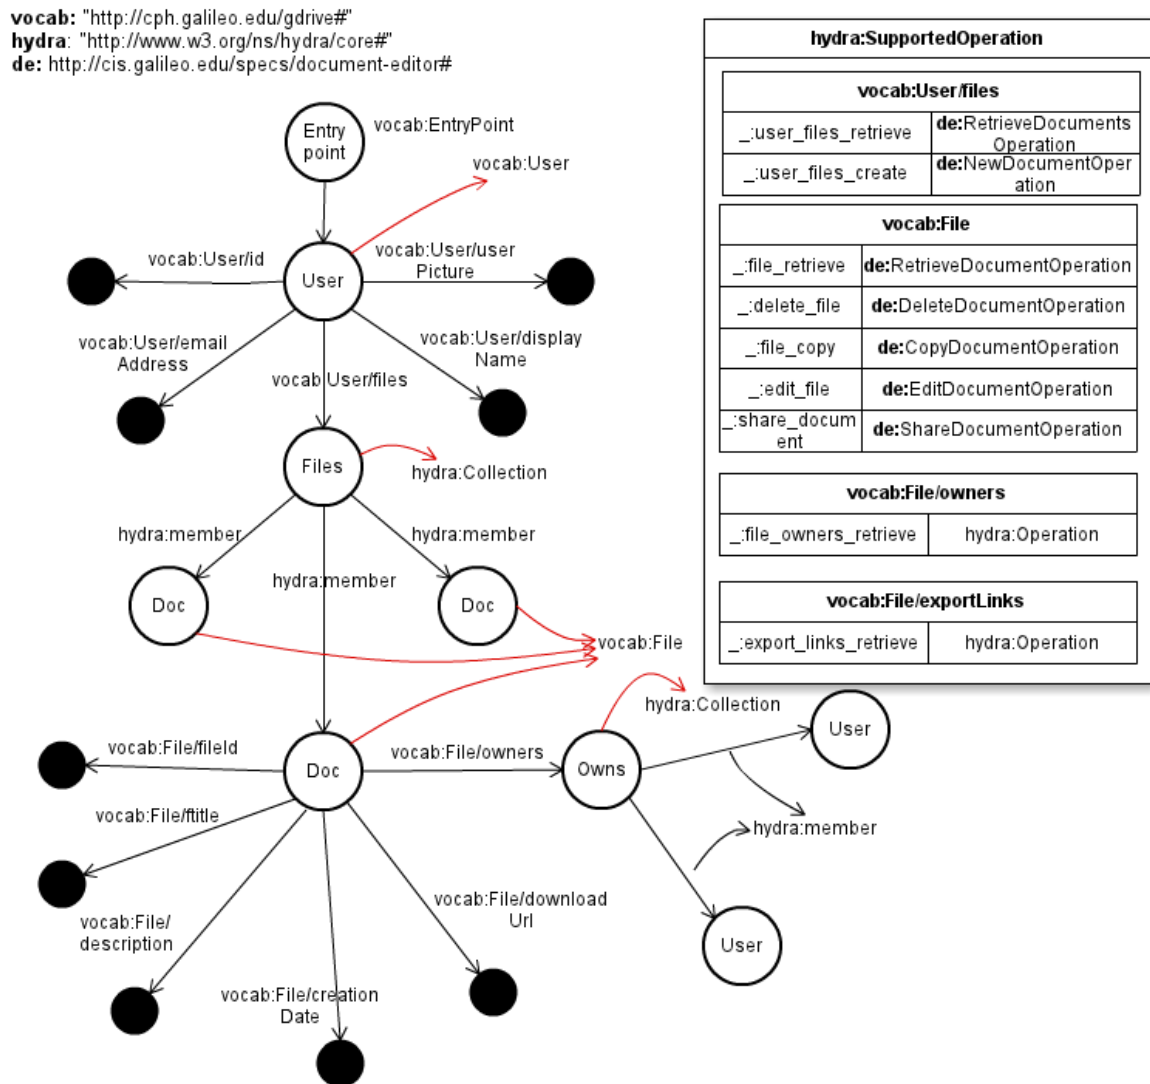 vocab: "http://cph.galileo.edu/gdrive#"
hydra: "http://www.w3.org/ns/hydra/core#"
de: http://cis.galileo.edu/specs/document-editor#
Entry
point
vocab:EntryPoint
vocab:User
vocab:User/id
User
vocab:User/user
Picture
vocab:User/email
Address
vocab:User/files
vocab:User/display
Name
Files
hydra:Collection
hydra:member
hydra:member
hydra:member
Doc
Doc
vocab:File
hydra:Collection
User
vocab:File/fileId
Doc
vocab:File/owners
Owns
vocab:File/ftitle
hydra:member
vocab:File/
description
vocab:File/download
Url
User
vocab:File/creation
Date
hydra:SupportedOperation
vocab:User/files
_:user_files_retrieve
de:RetrieveDocuments
Operation
_:user_files_create
de:NewDocumentOper
ation
vocab:File
_:file_retrieve
de:RetrieveDocumentOperation
_:delete_file
de:DeleteDocumentOperation
_:file_copy
de:CopyDocumentOperation
_:edit_file
de:EditDocumentOperation
_:share_docum
ent
de:ShareDocumentOperation
vocab:File/owners
_:file_owners_retrieve
hydra:Operation
vocab:File/exportLinks
_:export_links_retrieve
hydra:Operation